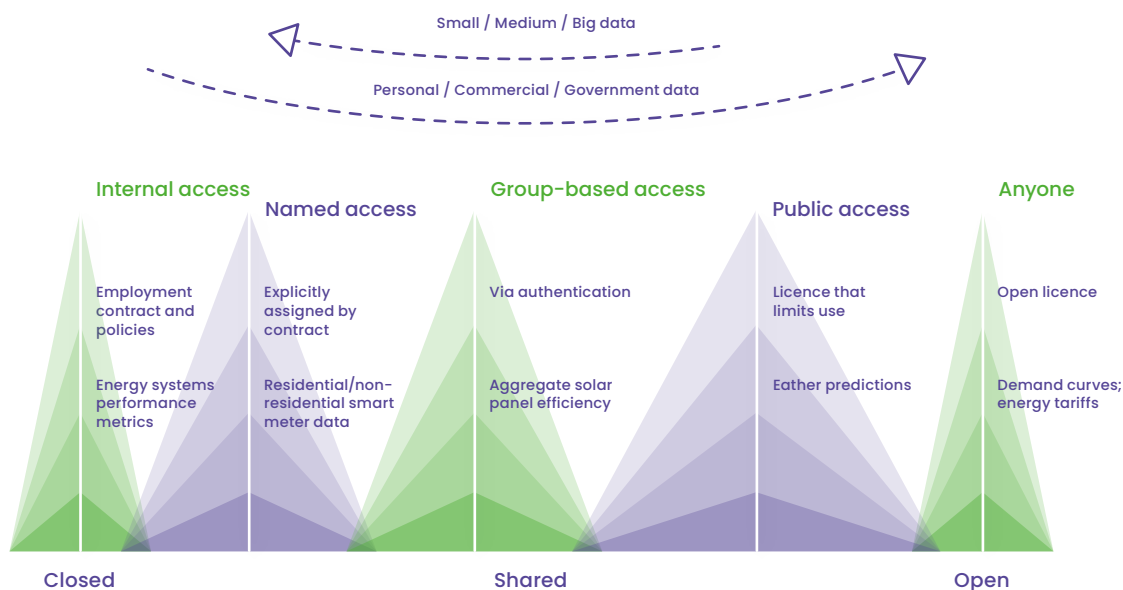 Small / Medium / Big data
Personal / Commercial / Government data
Internal access
Named access
Group-based access
Public access
Anyone
Employment
contract and
policies
Explicitly
assigned by
contract
Via authentication
Licence that
limits use
Open licence
Energy systems
performance
metrics
Residential/non-
residential smart
meter data
Aggregate solar
panel efficiency
Eather predictions
Demand curves;
energy tariffs
Closed
Shared
Open